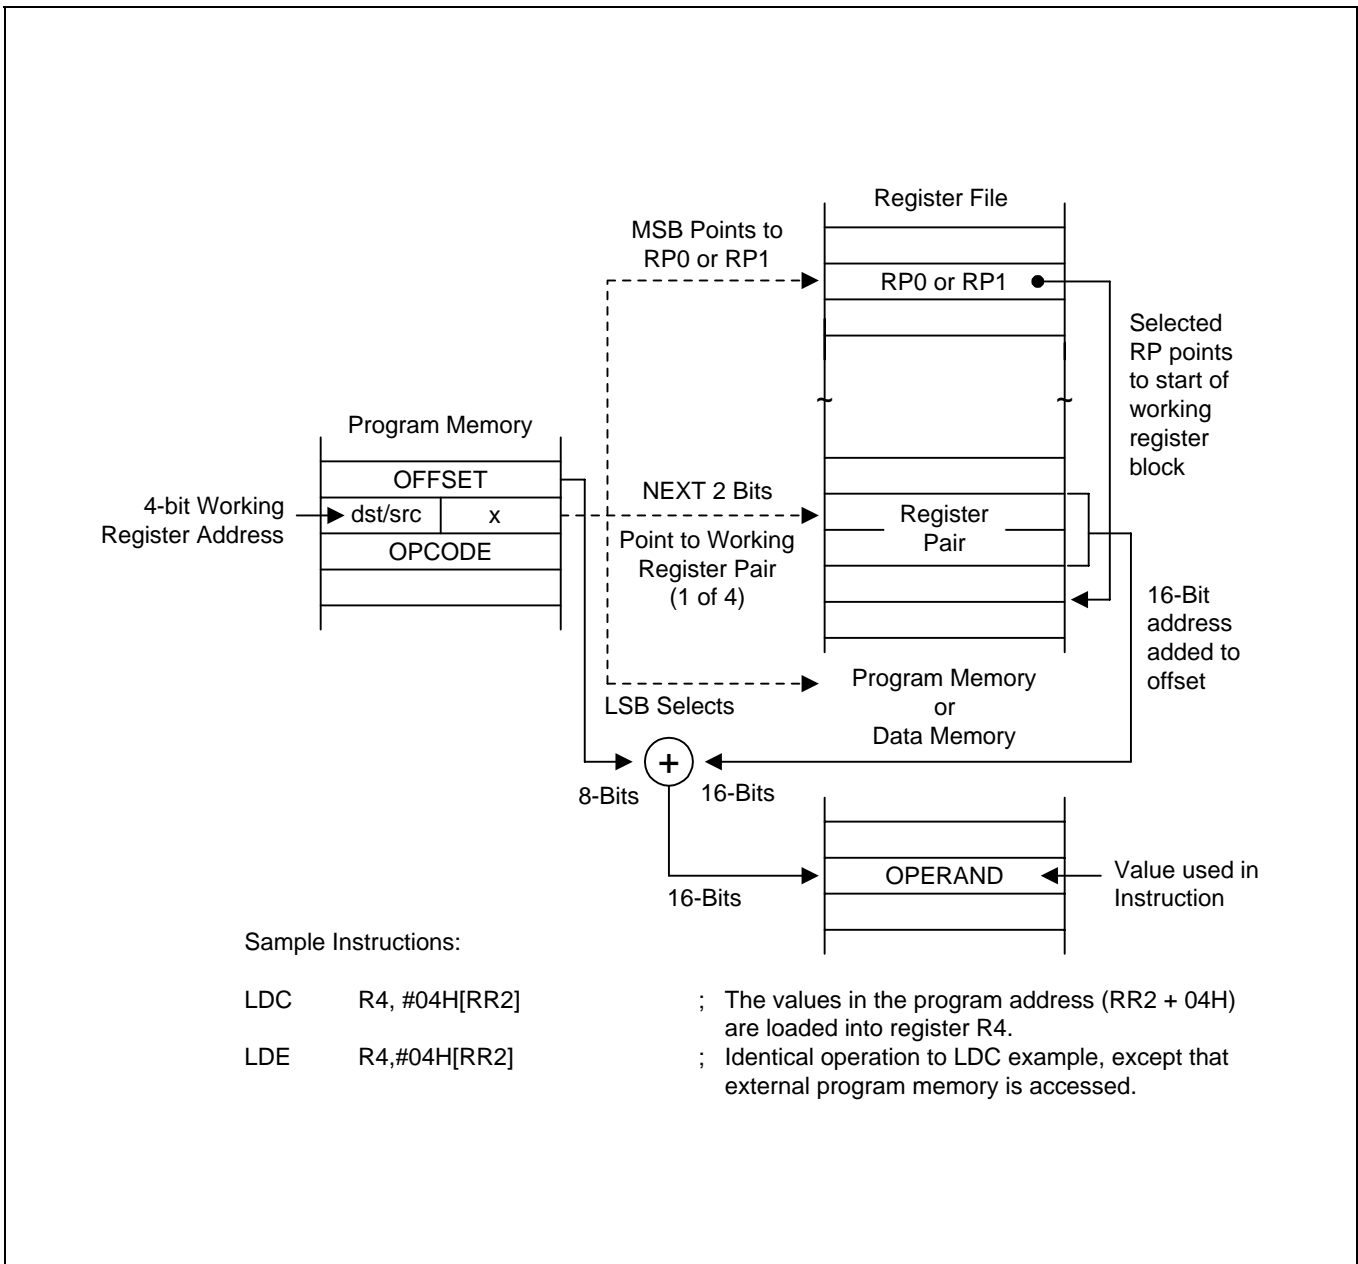 Register File
MSB Points to
RP0 or RP1
RP0 or RP1
Selected
RP points
to start of
working
register
block
Program Memory
OFFSET
4-bit Working
Register Address
dst/src
x
OPCODE
NEXT 2 Bits
Point to Working
Register Pair
(1 of 4)
Register
Pair
16-Bit
address
added to
offset
LSB Selects
Program Memory
or
Data Memory
+
8-Bits
16-Bits
16-Bits
OPERAND
Value used in
Instruction
Sample Instructions:
LDC R4, #04H[RR2] ; The values in the program address (RR2 + 04H)
are loaded into register R4.
LDE R4,#04H[RR2] ; Identical operation to LDC example, except that
external program memory is accessed.